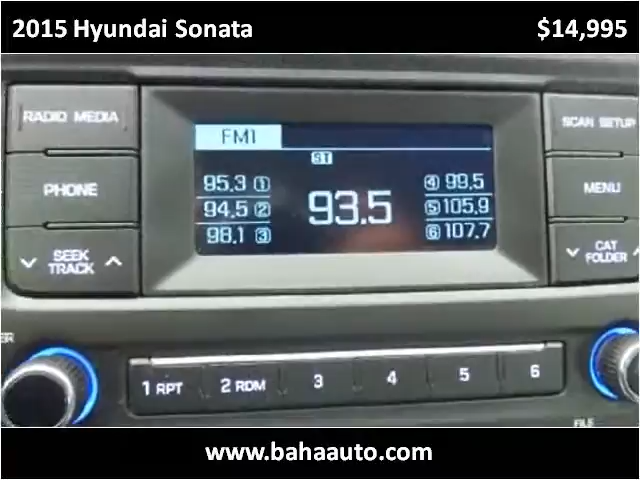 2015 Hyundai Sonata $14,995
RADIO MEDIA
FM1
SCAN SETUP
ST
PHONE
95.3 1
94.5 2
98.1 3
93.5
4 99.5
5 105.9
6 107.7
MENU
SEEK
TRACK
CAT
FOLDER
1 RPT 2 RDM 3 4 5 6
FILE
www.bahaauto.com